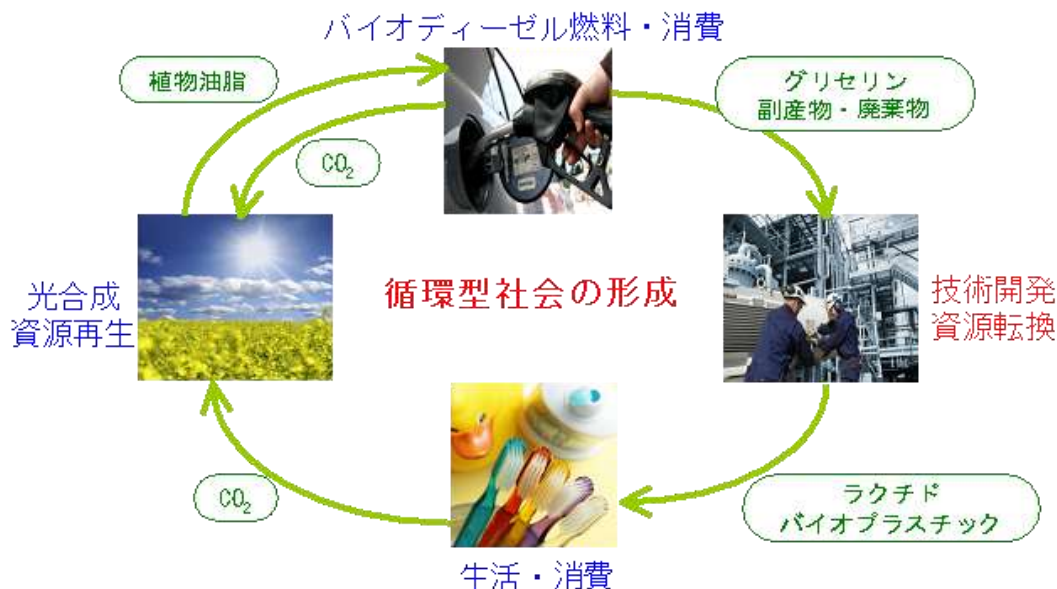 バイオディーゼル燃料・消費
植物油脂
グリセリン
副産物・廃棄物
CO₂
光合成
資源再生
循環型社会の形成
技術開発
資源転換
CO₂
ラクチド
バイオプラスチック
生活・消費